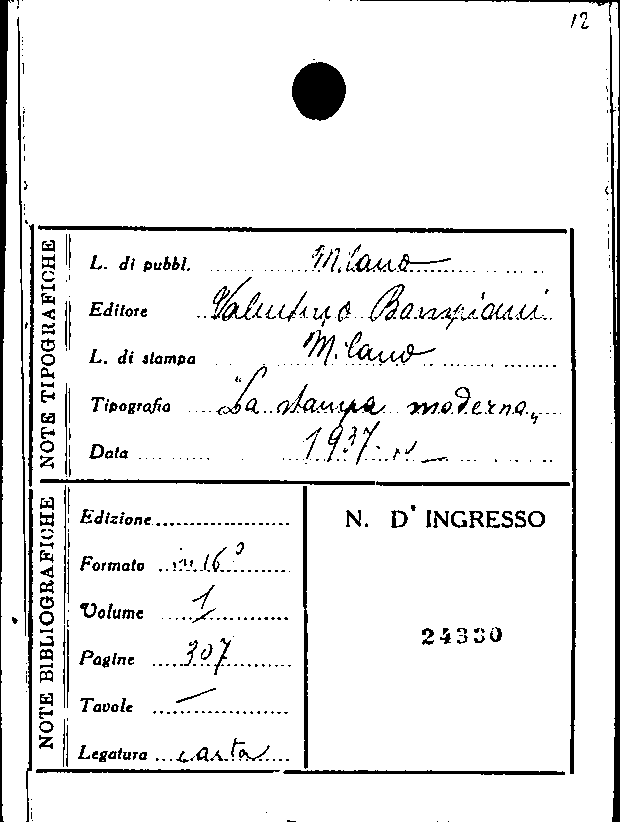 12
NOTE TIPOGRAFICHE
L. di pubbl. Milano
Editore Valentino Bompiani
L. di stampa Milano
Tipografia "La stampa moderna"
Data 1937.
NOTE BIBLIOGRAFICHE
Edizione
Formato in 16°
Volume 1
Pagine 307
Tavole —
Legatura carta
N. D' INGRESSO
24330